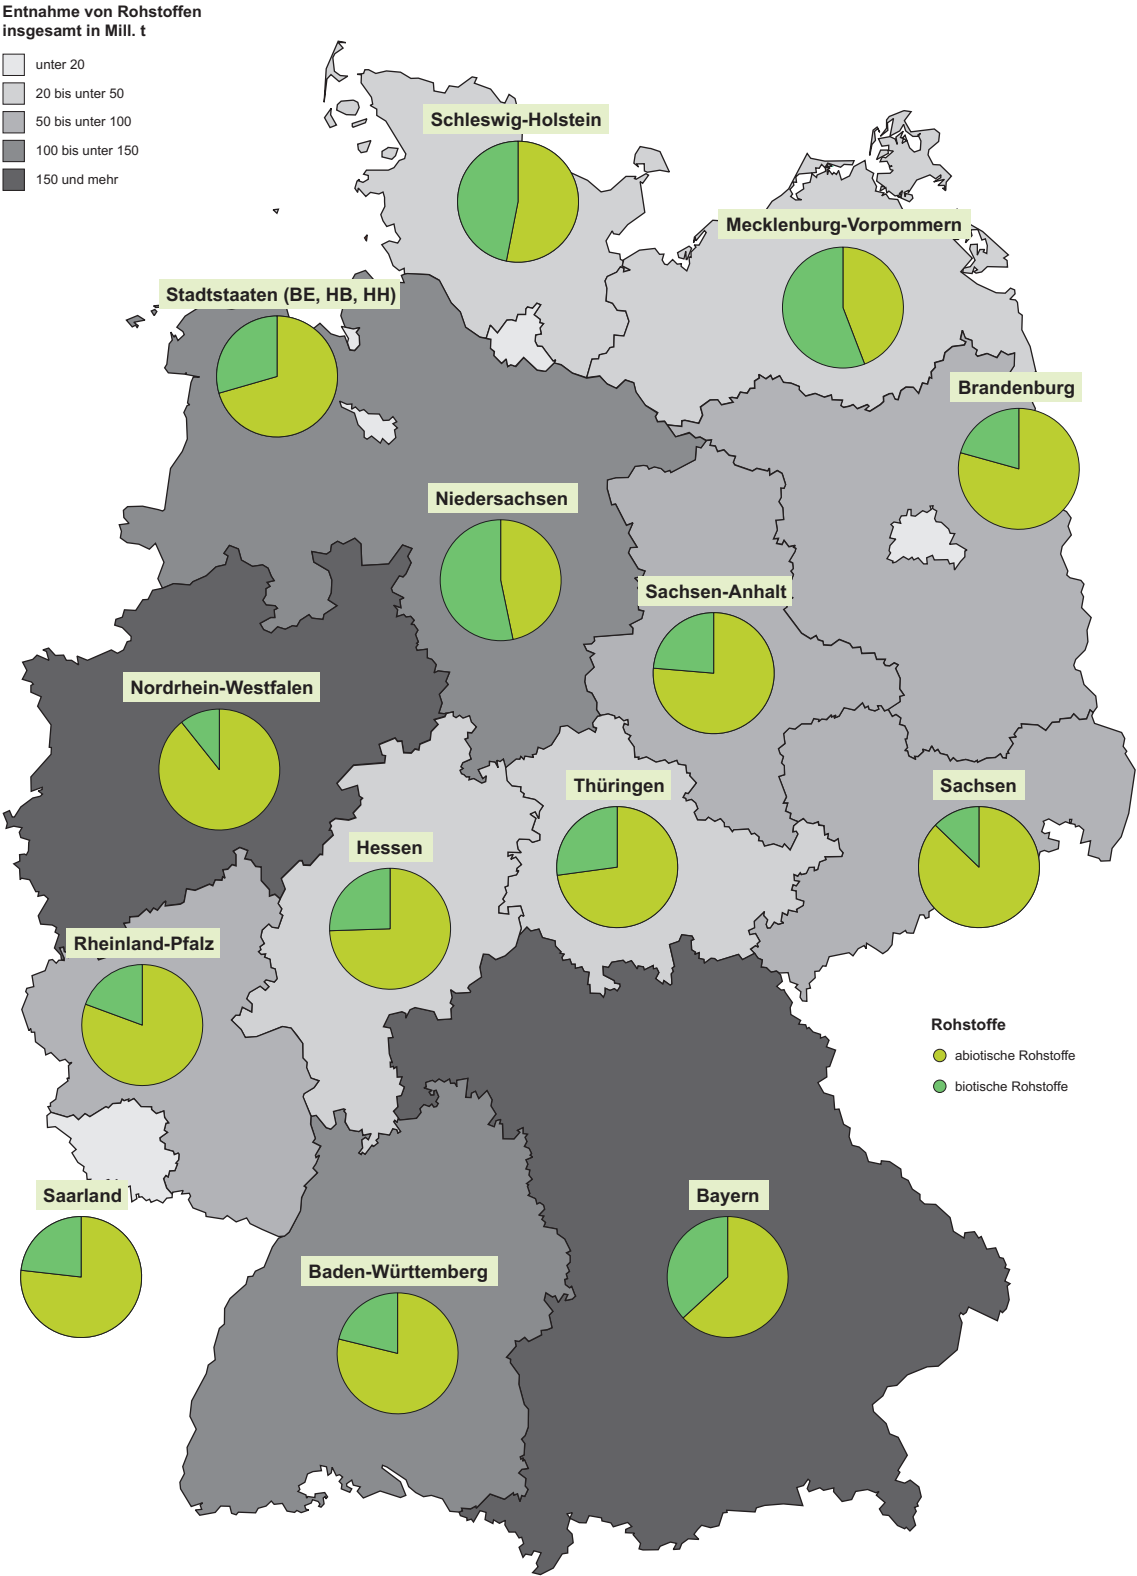 Entnahme von Rohstoffen
insgesamt in Mill. t
unter 20
20 bis unter 50
50 bis unter 100
100 bis unter 150
150 und mehr
Schleswig-Holstein
Mecklenburg-Vorpommern
Stadtstaaten (BE, HB, HH)
Brandenburg
Niedersachsen
Sachsen-Anhalt
Nordrhein-Westfalen
Thüringen
Sachsen
Hessen
Rheinland-Pfalz
Rohstoffe
abiotische Rohstoffe
biotische Rohstoffe
Saarland
Bayern
Baden-Württemberg